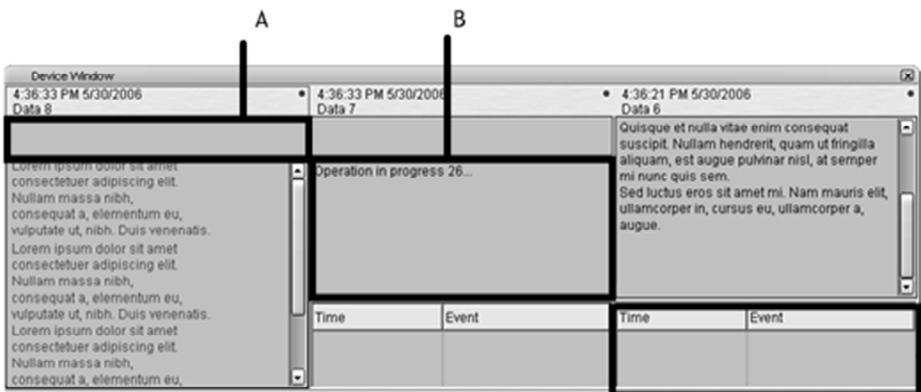 A
B
Device Window
4:36:33 PM 5/30/2006
Data 8
Lorem ipsum dolor sit amet
consectetuer adipiscing elit.
Nullam massa nibh,
consequat a, elementum eu,
vulputate ut, nibh. Duis venenatis.
Lorem ipsum dolor sit amet
consectetuer adipiscing elit.
Nullam massa nibh,
consequat a, elementum eu,
vulputate ut, nibh. Duis venenatis.
Lorem ipsum dolor sit amet
consectetuer adipiscing elit.
Nullam massa nibh,
consequat a, elementum eu,
4:36:33 PM 5/30/2006
Data 7
Operation in progress 26...
Time Event
4:36:21 PM 5/30/2006
Data 6
Quisque et nulla vitae enim consequat
suscipit. Nullam hendrerit, quam ut fringilla
aliquam, est augue pulvinar nisl, at semper
mi nunc quis sem.
Sed luctus eros sit amet mi. Nam mauris elit,
ullamcorper in, cursus eu, ullamcorper a,
augue.
Time Event